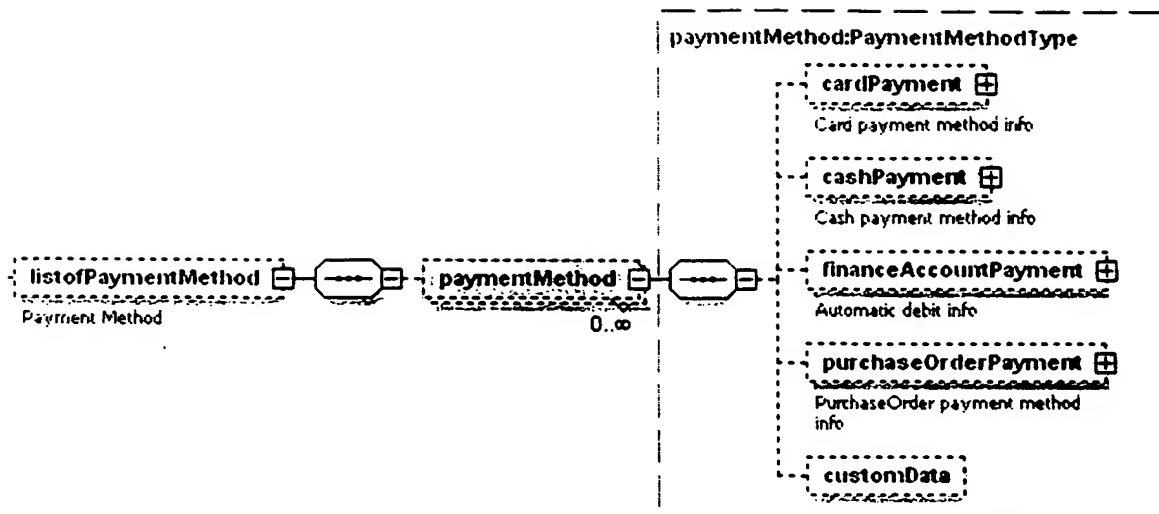 paymentMethod:PaymentMethodType
cardPayment
Card payment method info
cashPayment
Cash payment method info
listofPaymentMethod
Payment Method
paymentMethod
0..∞
financeAccountPayment
Automatic debit info
purchaseOrderPayment
PurchaseOrder payment method
info
customData